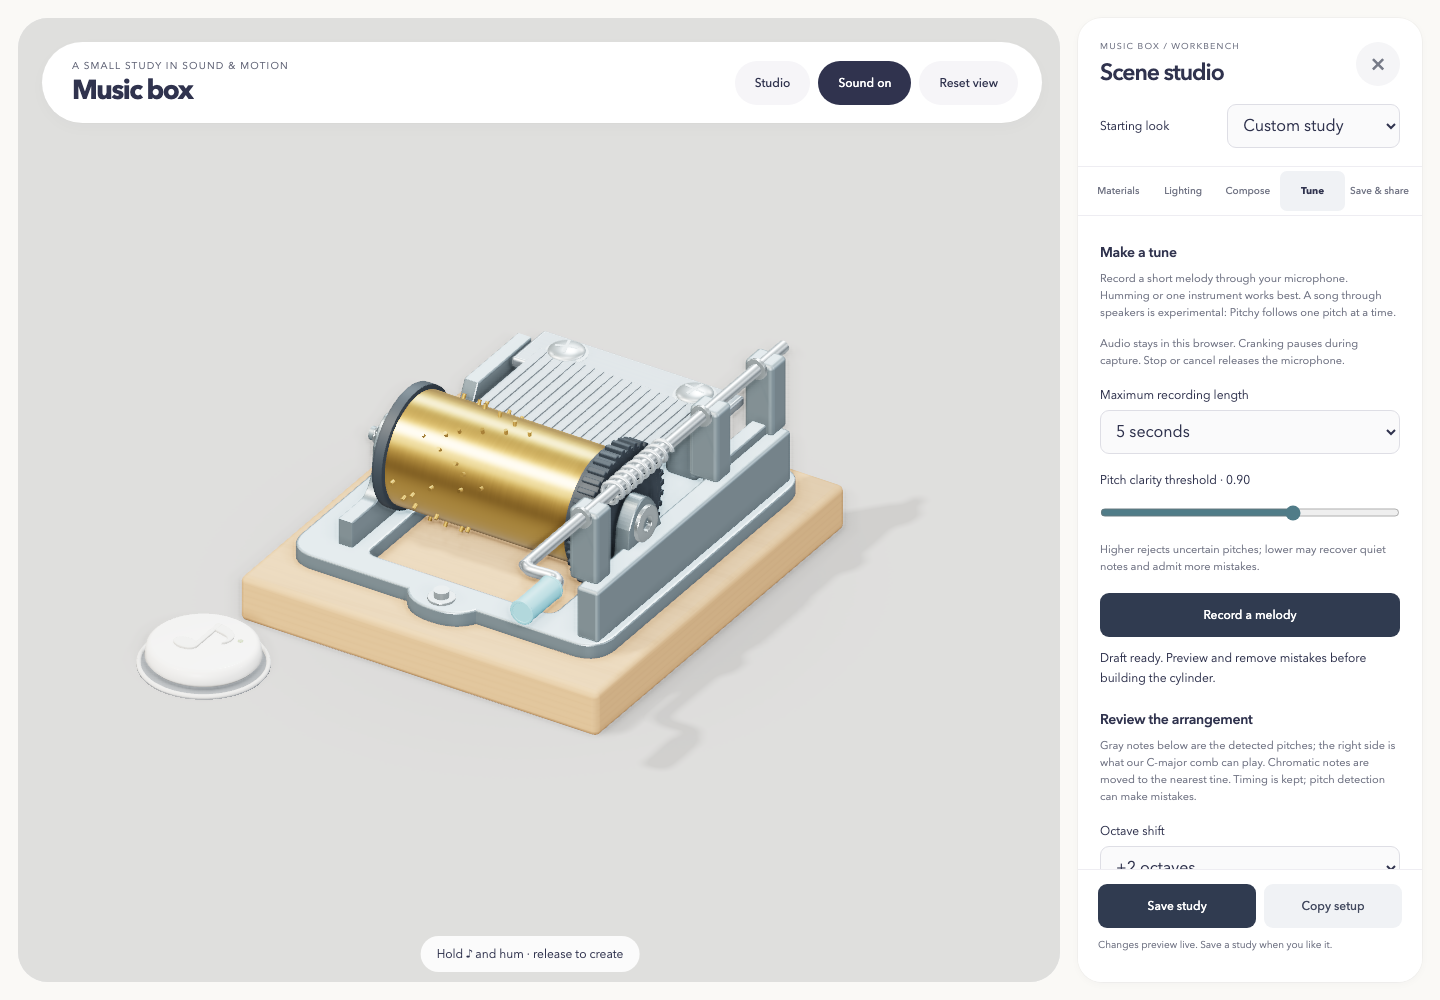 A SMALL STUDY IN SOUND & MOTION
Music box
Studio
Sound on
Reset view
Hold ♪ and hum · release to create
MUSIC BOX / WORKBENCH
Scene studio
Starting look
Custom study
Materials
Lighting
Compose
Tune
Save & share
Make a tune
Record a short melody through your microphone.
Humming or one instrument works best. A song through
speakers is experimental: Pitchy follows one pitch at a time.
Audio stays in this browser. Cranking pauses during
capture. Stop or cancel releases the microphone.
Maximum recording length
5 seconds
Pitch clarity threshold · 0.90
Higher rejects uncertain pitches; lower may recover quiet
notes and admit more mistakes.
Record a melody
Draft ready. Preview and remove mistakes before
building the cylinder.
Review the arrangement
Gray notes below are the detected pitches; the right side is
what our C-major comb can play. Chromatic notes are
moved to the nearest tine. Timing is kept; pitch detection
can make mistakes.
Octave shift
+2 octaves
Save study
Copy setup
Changes preview live. Save a study when you like it.